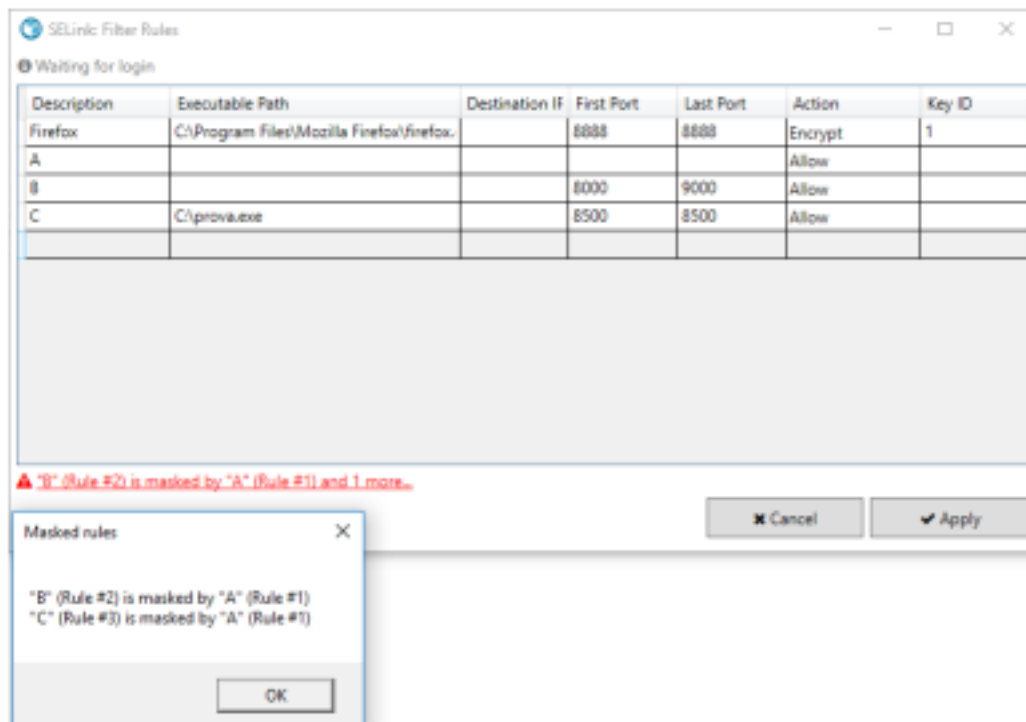 SELink: Filter Rules
Waiting for login
Description Executable Path Destination IF First Port Last Port Action Key ID
Firefox C:\Program Files\Mozilla Firefox\firefox. 8888 8888 Encrypt 1
A Allow
B 8000 9000 Allow
C C:\prova.exe 8500 8500 Allow
"B" (Rule #2) is masked by "A" (Rule #1) and 1 more...
Cancel Apply
Masked rules
"B" (Rule #2) is masked by "A" (Rule #1)
"C" (Rule #3) is masked by "A" (Rule #1)
OK